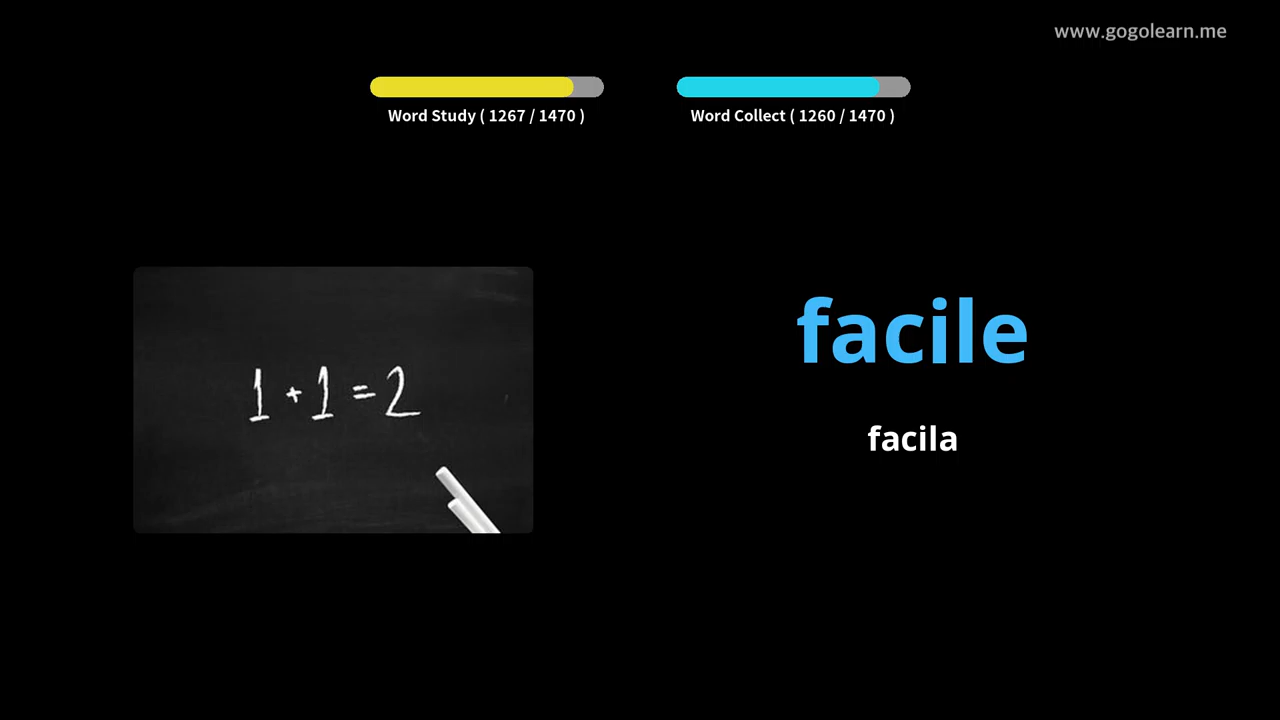 www.gogolearn.me
Word Study ( 1267 / 1470 )
Word Collect ( 1260 / 1470 )
1 + 1 = 2
facile
facila